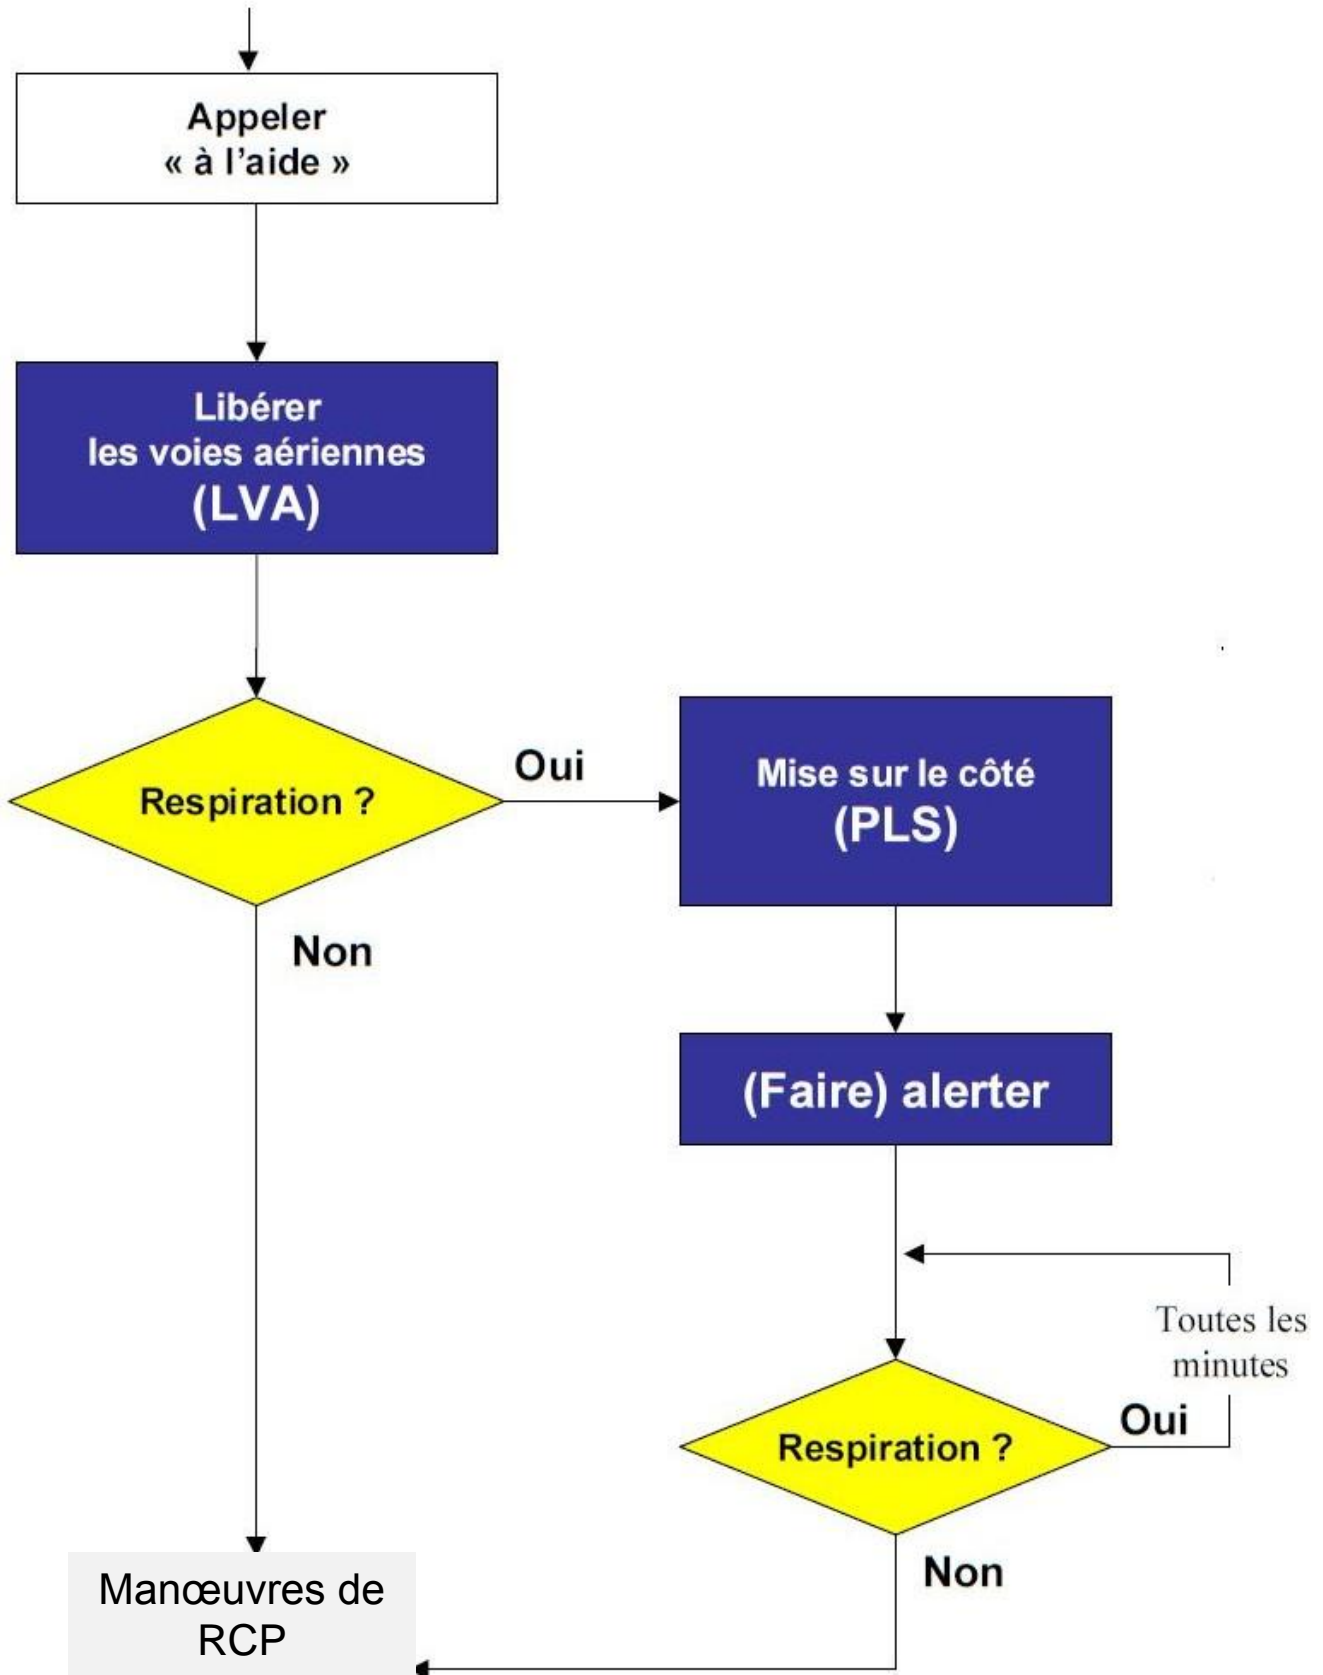 Appeler
« à l’aide »
Libérer
les voies aériennes
(LVA)
Respiration ?
Oui
Mise sur le côté
(PLS)
Non
(Faire) alerter
Toutes les
minutes
Oui
Respiration ?
Non
Manœuvres de
RCP